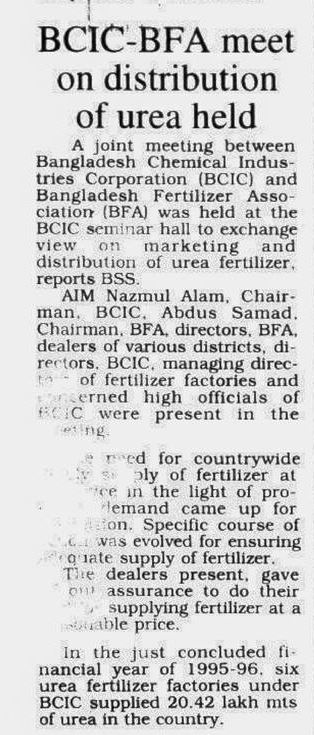 BCIC-BFA meet
on distribution
of urea held
A joint meeting between
Bangladesh Chemical Indus-
tries Corporation (BCIC) and
Bangladesh Fertilizer Asso-
ciation (BFA) was held at the
BCIC seminar hall to exchange
view on marketing and
distribution of urea fertilizer,
reports BSS.
AIM Nazmul Alam, Chair-
man, BCIC, Abdus Samad,
Chairman, BFA, directors, BFA,
dealers of various districts, di-
rectors, BCIC, managing direc-
of fertilizer factories and
high officials of
BCIC were present in the
need for countrywide
of fertilizer at
in the light of pro-
demand came up for
Specific course of
was evolved for ensuring
supply of fertilizer.
The dealers present, gave
assurance to do their
supplying fertilizer at a
price.
In the just concluded fi-
nancial year of 1995-96, six
urea fertilizer factories under
BCIC supplied 20.42 lakh mts
of urea in the country.